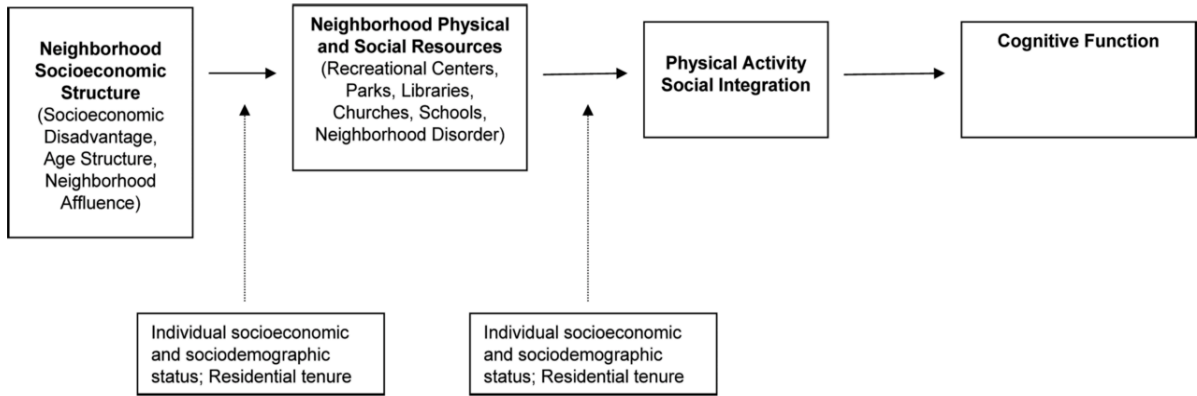 Neighborhood
Socioeconomic
Structure
(Socioeconomic
Disadvantage,
Age Structure,
Neighborhood
Affluence)
Neighborhood Physical
and Social Resources
(Recreational Centers,
Parks, Libraries,
Churches, Schools,
Neighborhood Disorder)
Physical Activity
Social Integration
Cognitive Function
Individual socioeconomic
and sociodemographic
status; Residential tenure
Individual socioeconomic
and sociodemographic
status; Residential tenure